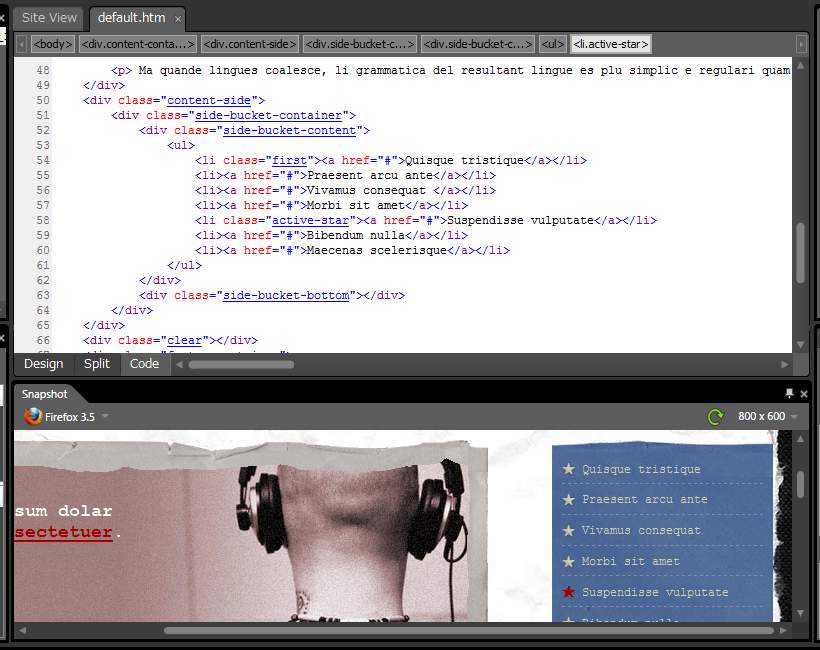 Site View default.htm ×
<body> <div.content-conta...> <div.content-side> <div.side-bucket-c...> <div.side-bucket-c...> <ul> <li.active-star>
48 <p> Ma quande lingues coalesce, li grammatica del resultant lingue es plu simplic e regulari quam
49 </div>
50 <div class="content-side">
51 <div class="side-bucket-container">
52 <div class="side-bucket-content">
53 <ul>
54 <li class="first"><a href="#">Quisque tristique</a></li>
55 <li><a href="#">Praesent arcu ante</a></li>
56 <li><a href="#">Vivamus consequat </a></li>
57 <li><a href="#">Morbi sit amet</a></li>
58 <li class="active-star"><a href="#">Suspendisse vulputate</a></li>
59 <li><a href="#">Bibendum nulla</a></li>
60 <li><a href="#">Maecenas scelerisque</a></li>
61 </ul>
62 </div>
63 <div class="side-bucket-bottom"></div>
64 </div>
65 </div>
66 <div class="clear"></div>
Design Split Code
Snapshot
Firefox 3.5 800 x 600
sum dolar
sectetuer.
Quisque tristique
Praesent arcu ante
Vivamus consequat
Morbi sit amet
Suspendisse vulputate